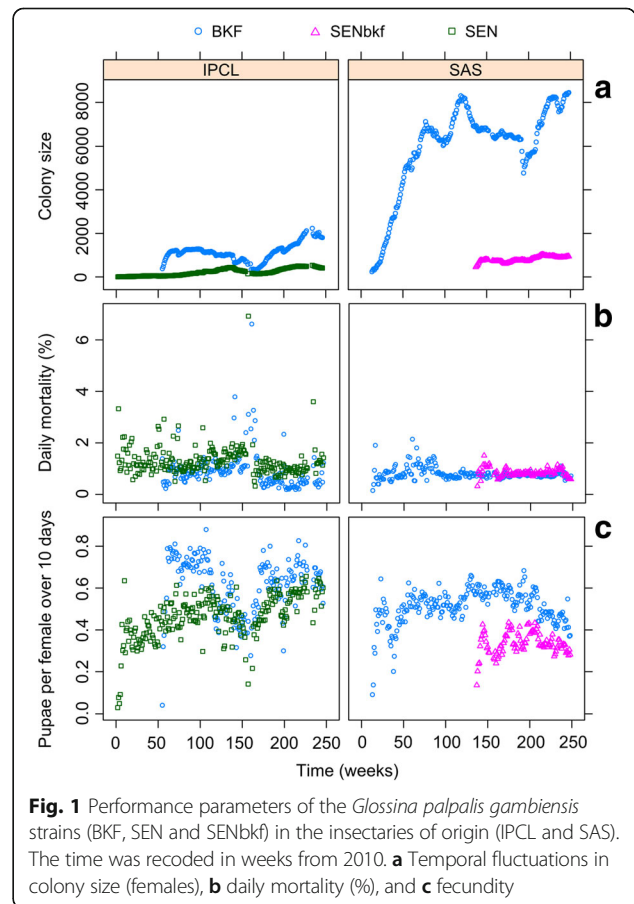 BKF SENbkf SEN
IPCL SAS
a
Colony size
0 2000 4000 6000 8000
b
Daily mortality (%)
0 2 4 6
c
Pupae per female over 10 days
0.0 0.2 0.4 0.6 0.8
0 50 100 150 200 250 0 50 100 150 200 250
Time (weeks)
Fig. 1 Performance parameters of the Glossina palpalis gambiensis
strains (BKF, SEN and SENbkf) in the insectaries of origin (IPCL and SAS).
The time was recoded in weeks from 2010. a Temporal fluctuations in
colony size (females), b daily mortality (%), and c fecundity